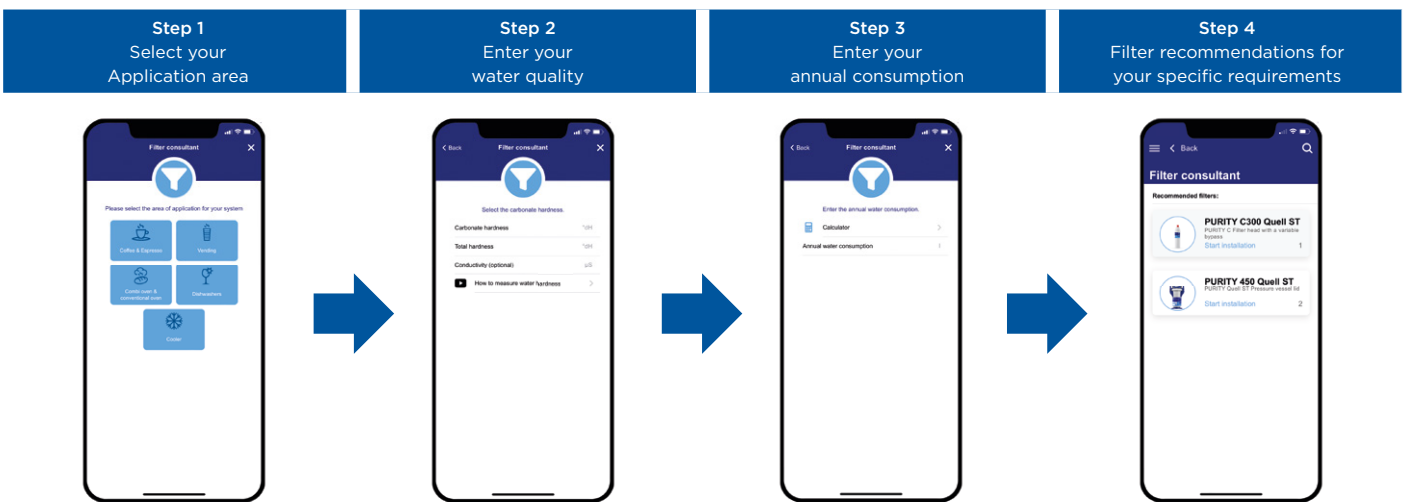 Step 1
Select your
Application area
Step 2
Enter your
water quality
Step 3
Enter your
annual consumption
Step 4
Filter recommendations for
your specific requirements
Filter consultant
Please select the area of application for your system
Coffee & Espresso
Vending
Combi oven &
conventional oven
Dishwashers
Cooler
Back
Filter consultant
Select the carbonate hardness.
Carbonate hardness °dH
Total hardness °dH
Conductivity (optional) µS
How to measure water hardness
Back
Filter consultant
Enter the annual water consumption.
Calculator
Annual water consumption
Back
Filter consultant
Recommended filters:
PURITY C300 Quell ST
PURITY C Filter head with a variable
bypass
Start installation 1
PURITY 450 Quell ST
PURITY Quell ST Pressure vessel lid
Start installation 2